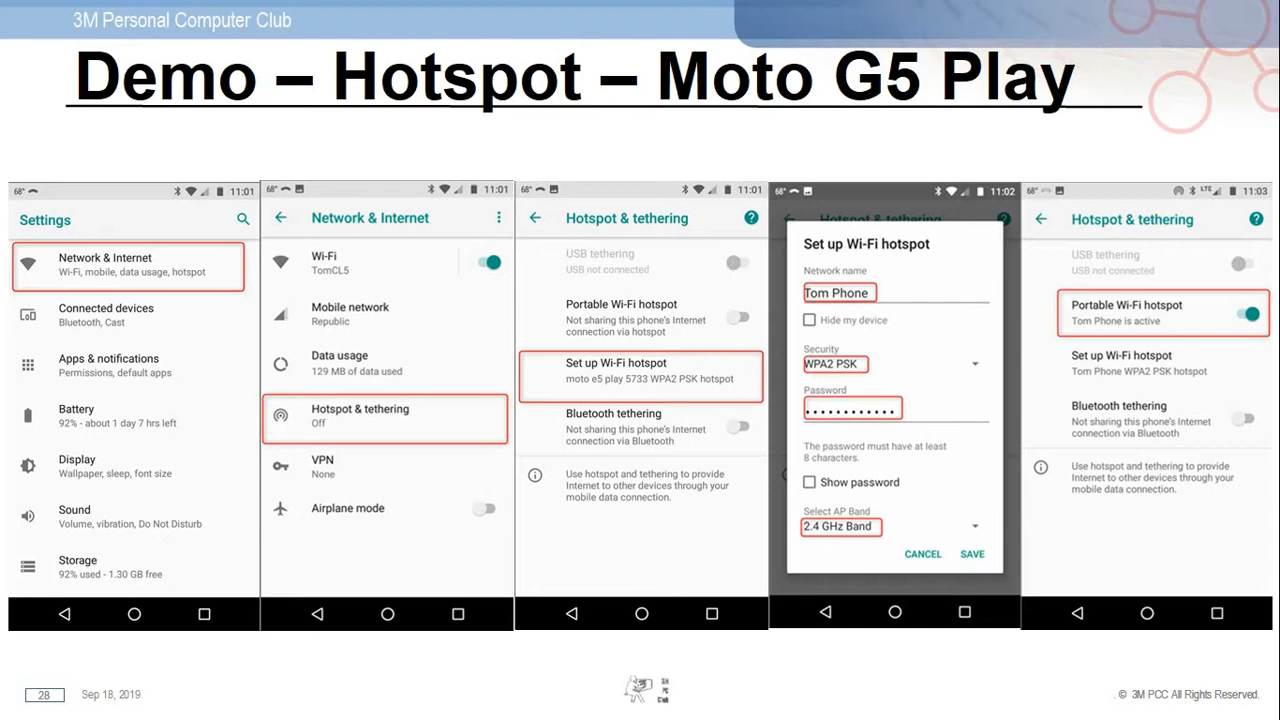 3M Personal Computer Club
Demo – Hotspot – Moto G5 Play
68° 11:01
Settings
Network & Internet
Wi-Fi, mobile, data usage, hotspot
Connected devices
Bluetooth, Cast
Apps & notifications
Permissions, default apps
Battery
92% - about 1 day 7 hrs left
Display
Wallpaper, sleep, font size
Sound
Volume, vibration, Do Not Disturb
Storage
92% used - 1.30 GB free
68° 11:01
Network & Internet
Wi-Fi
TomCL5
Mobile network
Republic
Data usage
129 MB of data used
Hotspot & tethering
Off
VPN
None
Airplane mode
68° 11:01
Hotspot & tethering
USB tethering
USB not connected
Portable Wi-Fi hotspot
Not sharing this phone's Internet
connection via hotspot
Set up Wi-Fi hotspot
moto e5 play 5733 WPA2 PSK hotspot
Bluetooth tethering
Not sharing this phone's Internet
connection via Bluetooth
Use hotspot and tethering to provide
Internet to other devices through your
mobile data connection.
68° 11:02
Hotspot & tethering
Set up Wi-Fi hotspot
Network name
Tom Phone
Hide my device
Security
WPA2 PSK
Password
••••••••••••
The password must have at least
8 characters.
Show password
Select AP Band
2.4 GHz Band
CANCEL SAVE
68° LTE 11:03
Hotspot & tethering
USB tethering
USB not connected
Portable Wi-Fi hotspot
Tom Phone is active
Set up Wi-Fi hotspot
Tom Phone WPA2 PSK hotspot
Bluetooth tethering
Not sharing this phone's Internet
connection via Bluetooth
Use hotspot and tethering to provide
Internet to other devices through your
mobile data connection.
28 Sep 18, 2019
. © 3M PCC All Rights Reserved.